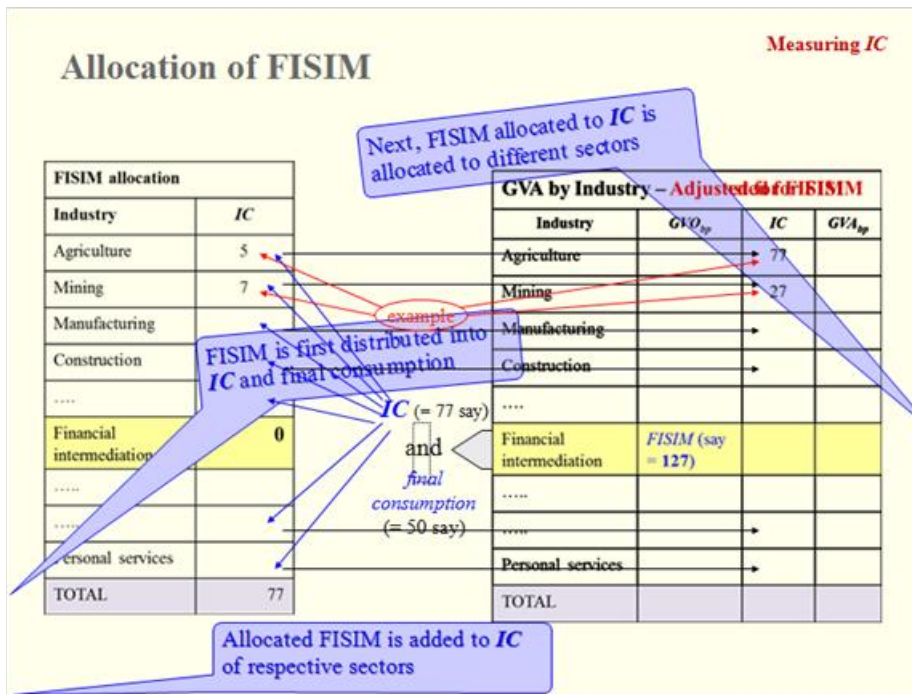 Measuring IC
Allocation of FISIM
Next, FISIM allocated to IC is
allocated to different sectors
FISIM allocation
Industry IC
Agriculture 5
Mining 7
Manufacturing
Construction
....
Financial 0
intermediation
.....
.....
Personal services
TOTAL 77
example
FISIM is first distributed into
IC and final consumption
IC (= 77 say)
and
final
consumption
(= 50 say)
GVA by Industry – Adjusted for FISIM
Industry GVObp IC GVAbp
Agriculture 77
Mining 27
Manufacturing
Construction
....
Financial FISIM (say
intermediation = 127)
.....
.....
Personal services
TOTAL
Allocated FISIM is added to IC
of respective sectors